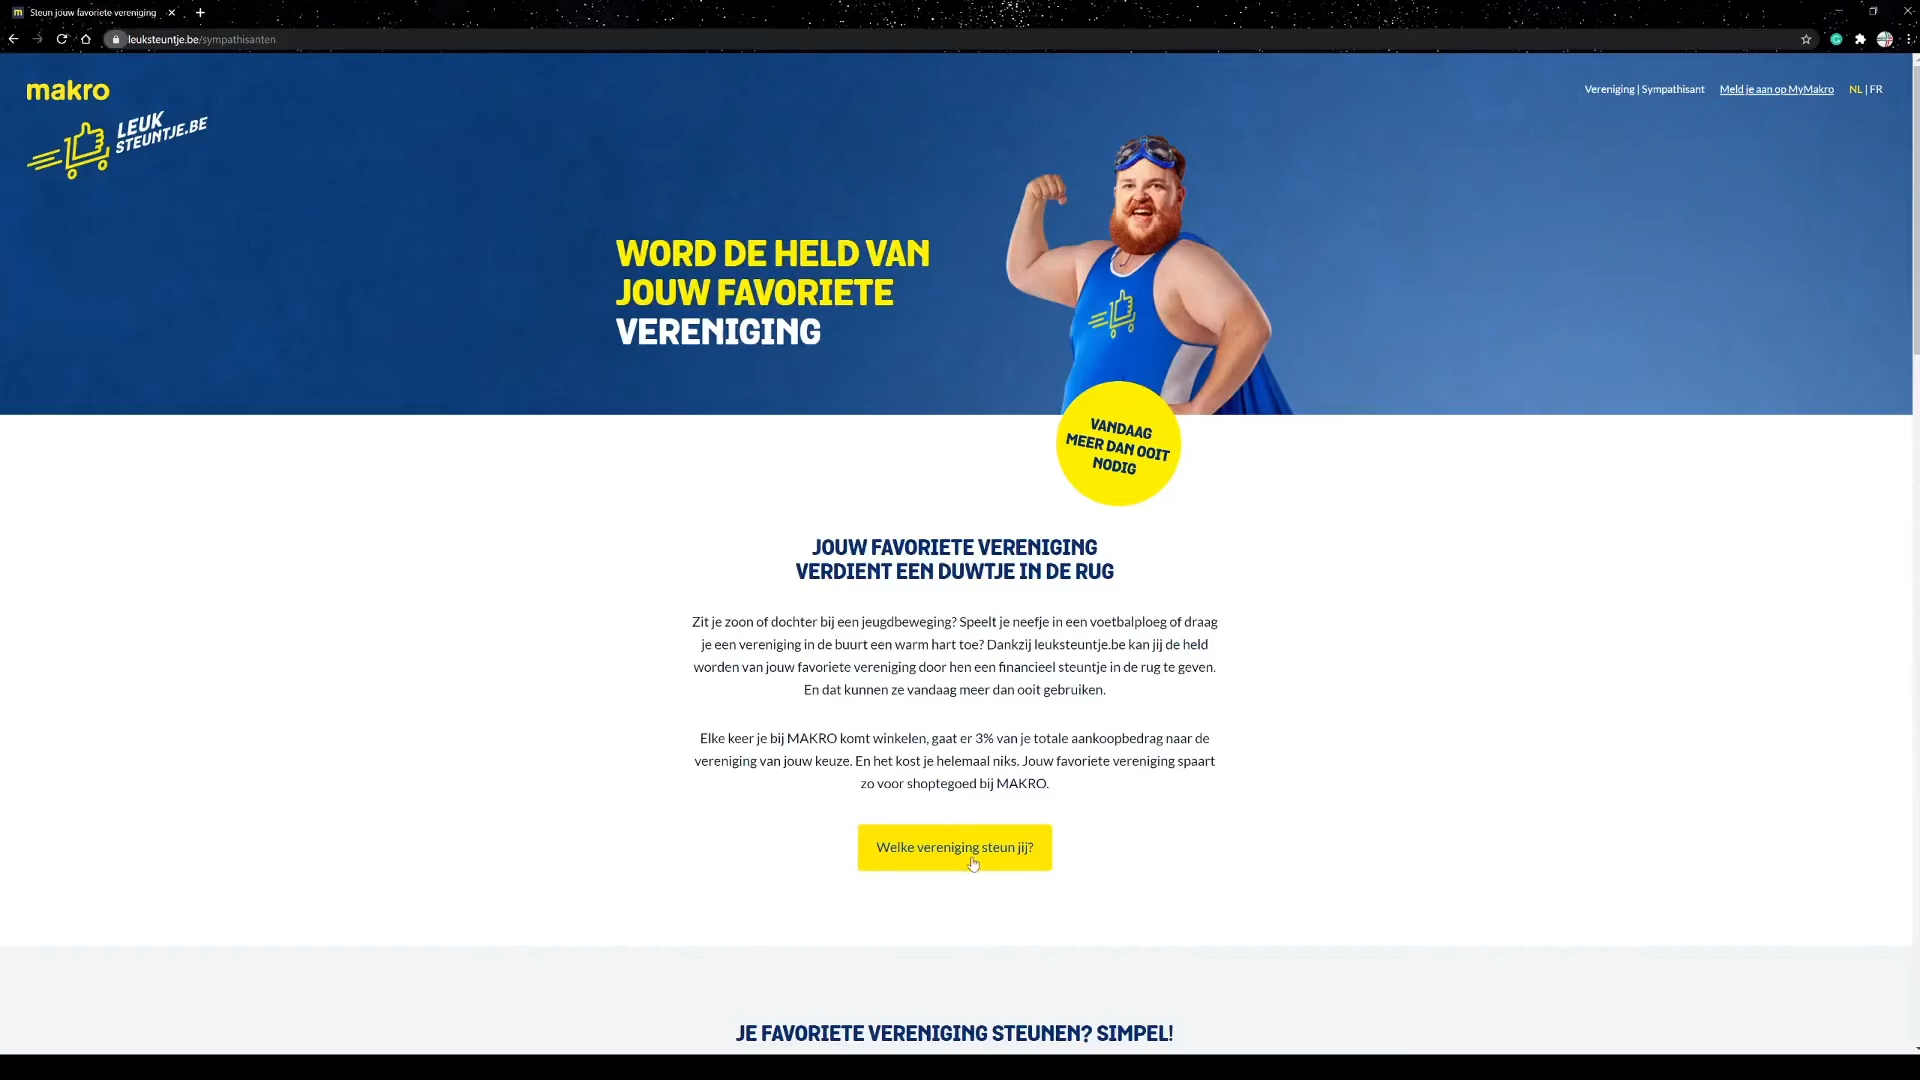 Steun jouw favoriete vereniging
leuksteuntje.be/sympathisanten
makro
LEUK
STEUNTJE.BE
Vereniging | Sympathisant
Meld je aan op MyMakro
NL | FR
WORD DE HELD VAN
JOUW FAVORIETE
VERENIGING
VANDAAG
MEER DAN OOIT
NODIG
JOUW FAVORIETE VERENIGING
VERDIENT EEN DUWTJE IN DE RUG
Zit je zoon of dochter bij een jeugdbeweging? Speelt je neefje in een voetbalploeg of draag
je een vereniging in de buurt een warm hart toe? Dankzij leuksteuntje.be kan jij de held
worden van jouw favoriete vereniging door hen een financieel steuntje in de rug te geven.
En dat kunnen ze vandaag meer dan ooit gebruiken.
Elke keer je bij MAKRO komt winkelen, gaat er 3% van je totale aankoopbedrag naar de
vereniging van jouw keuze. En het kost je helemaal niks. Jouw favoriete vereniging spaart
zo voor shoptegoed bij MAKRO.
Welke vereniging steun jij?
JE FAVORIETE VERENIGING STEUNEN? SIMPEL!